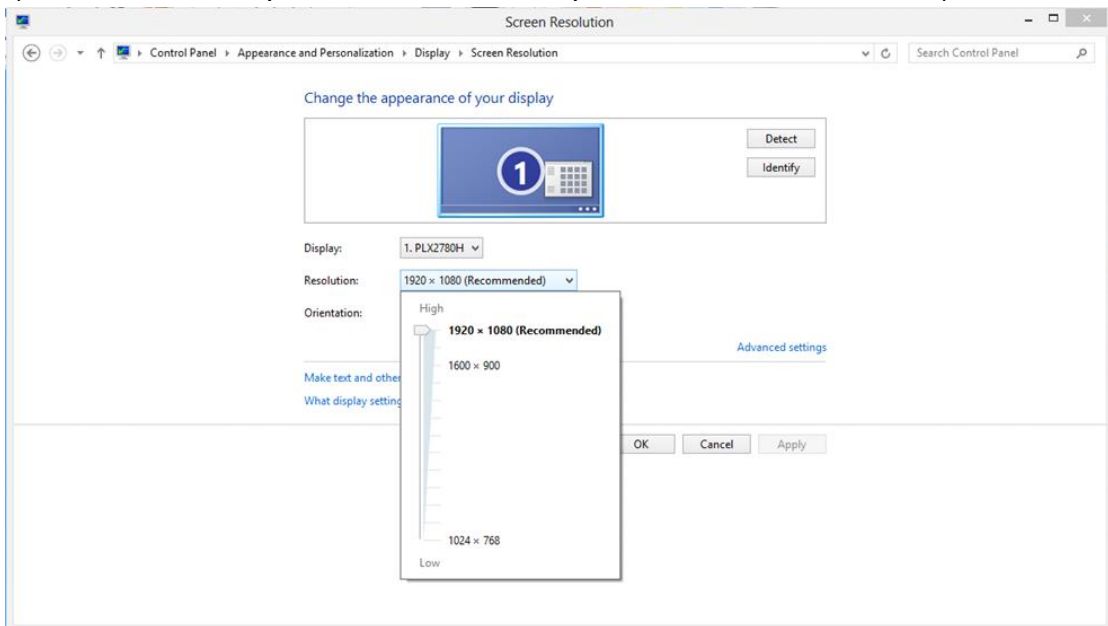 Screen Resolution
Control Panel Appearance and Personalization Display Screen Resolution Search Control Panel
Change the appearance of your display
1
Detect
Identify
Display: 1. PLX2780H
Resolution: 1920 × 1080 (Recommended)
Orientation:
High
1920 × 1080 (Recommended)
1600 × 900
Advanced settings
Make text and other
What display setting
OK Cancel Apply
1024 × 768
Low